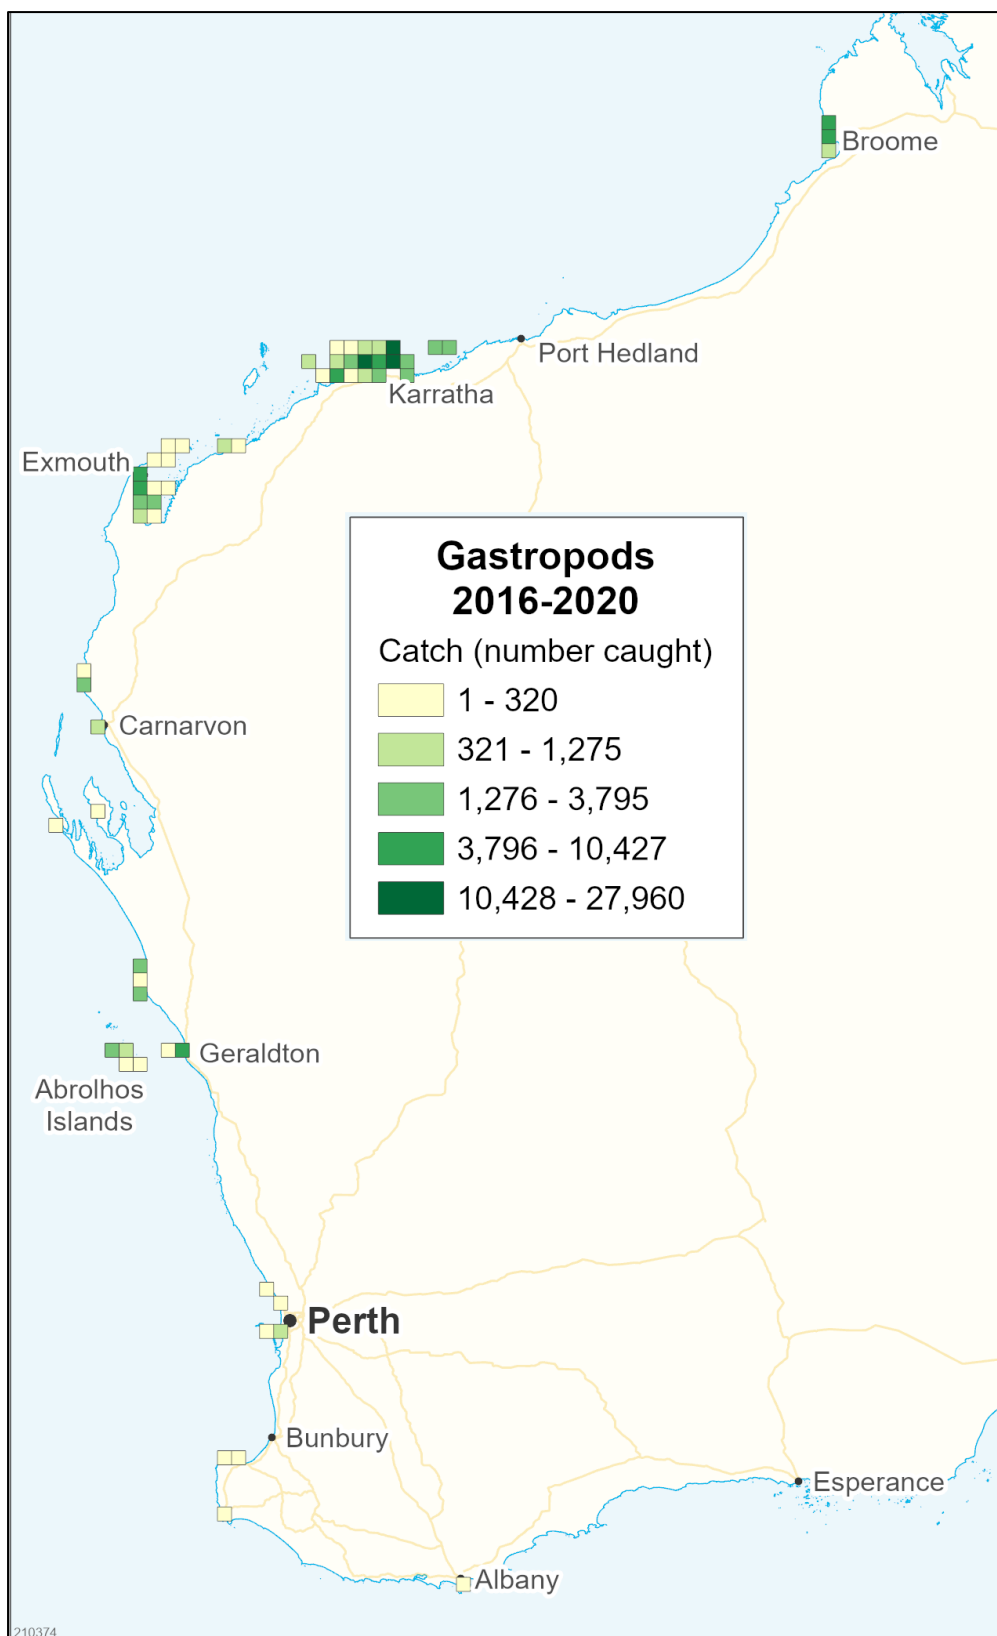 Broome
Port Hedland
Karratha
Exmouth
Gastropods
2016-2020
Catch (number caught)
1 - 320
321 - 1,275
1,276 - 3,795
3,796 - 10,427
10,428 - 27,960
Carnarvon
Geraldton
Abrolhos
Islands
Perth
Bunbury
Esperance
Albany
210374